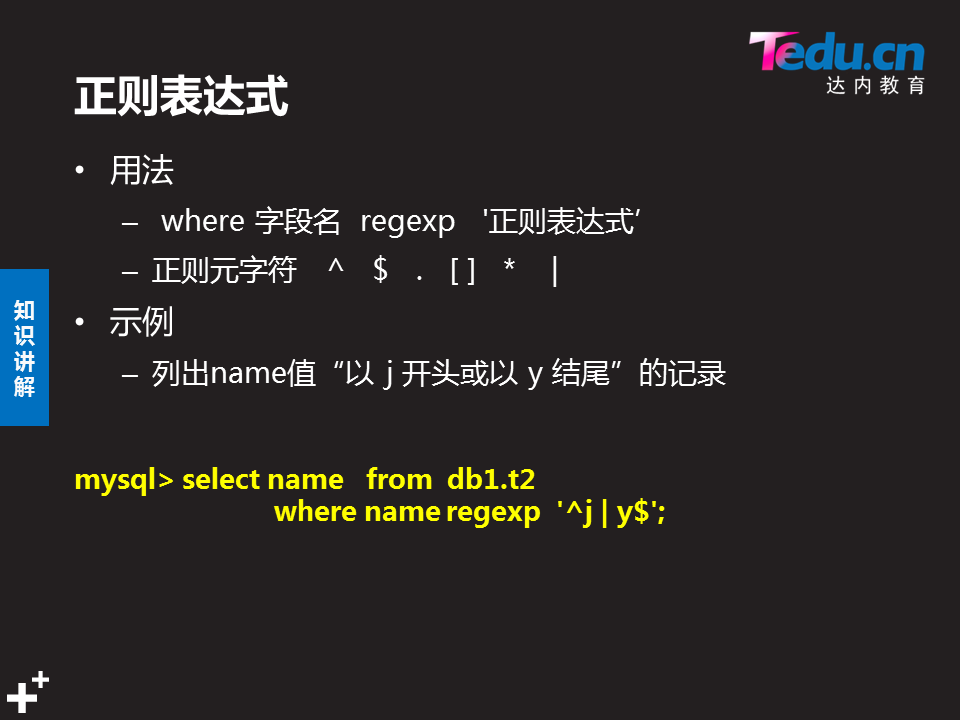 Tedu.cn
达内教育
正则表达式
• 用法
– where 字段名 regexp '正则表达式’
– 正则元字符 ^ $ . [ ] * |
• 示例
– 列出name值“以 j 开头或以 y 结尾”的记录
知识讲解
mysql> select name from db1.t2
where name regexp '^j | y$';